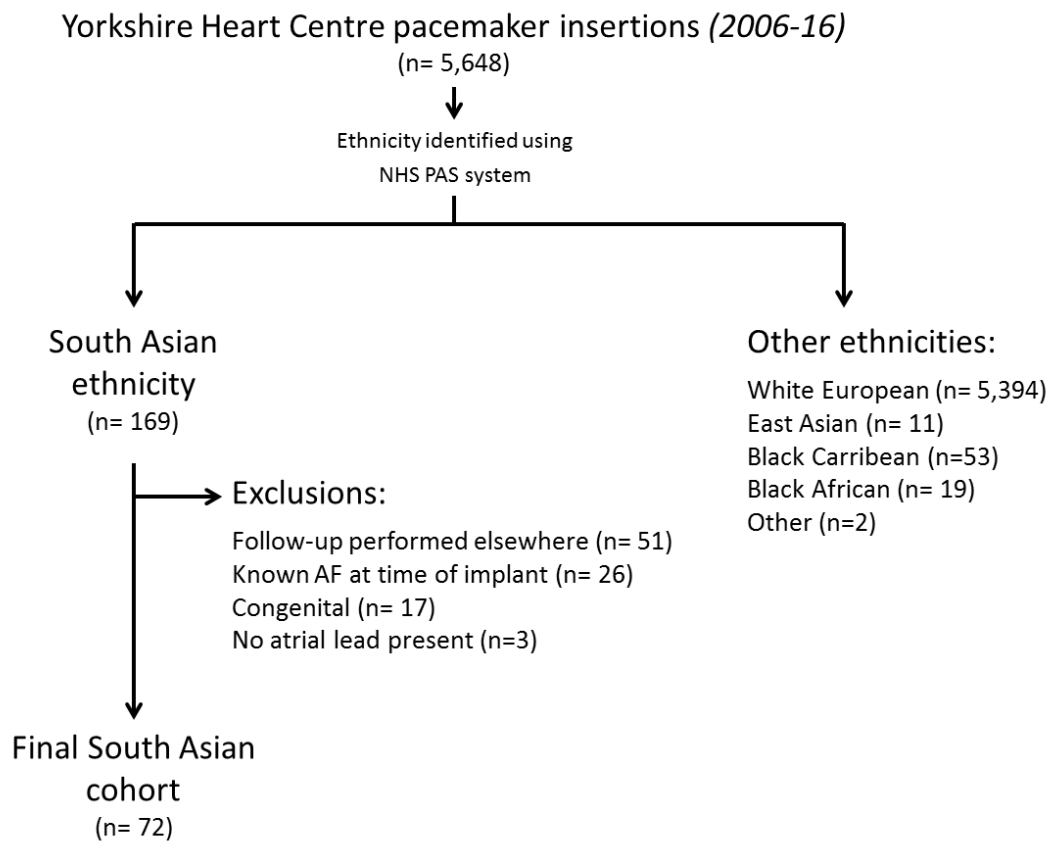 Yorkshire Heart Centre pacemaker insertions (2006-16)
(n= 5,648)
Ethnicity identified using
NHS PAS system
South Asian
ethnicity
(n= 169)
Other ethnicities:
White European (n= 5,394)
East Asian (n= 11)
Black Carribean (n=53)
Black African (n= 19)
Other (n=2)
Exclusions:
Follow-up performed elsewhere (n= 51)
Known AF at time of implant (n= 26)
Congenital (n= 17)
No atrial lead present (n=3)
Final South Asian
cohort
(n= 72)